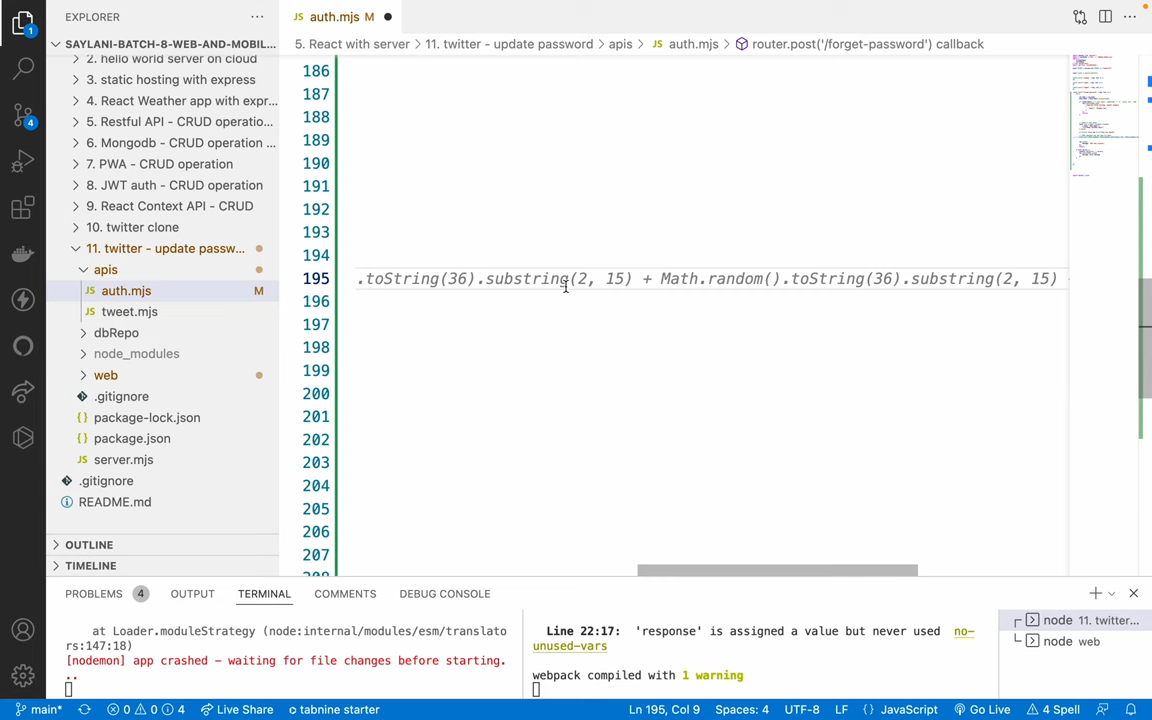 EXPLORER
auth.mjs M
SAYLANI-BATCH-8-WEB-AND-MOBIL...
2. hello world server on cloud
3. static hosting with express
4. React Weather app with expr...
5. Restful API - CRUD operatio...
6. Mongodb - CRUD operation ...
7. PWA - CRUD operation
8. JWT auth - CRUD operation
9. React Context API - CRUD
10. twitter clone
11. twitter - update passw...
apis
JS auth.mjs M
JS tweet.mjs
dbRepo
node_modules
web
.gitignore
{} package-lock.json
{} package.json
JS server.mjs
.gitignore
README.md
OUTLINE
TIMELINE
1
4
JS auth.mjs M
5. React with server > 11. twitter - update password > apis > JS auth.mjs > router.post('/forget-password') callback
186
187
188
189
190
191
192
193
194
195 .toString(36).substring(2, 15) + Math.random().toString(36).substring(2, 15)
196
197
198
199
200
201
202
203
204
205
206
207
PROBLEMS 4 OUTPUT TERMINAL COMMENTS DEBUG CONSOLE
at Loader.moduleStrategy (node:internal/modules/esm/translato
rs:147:18)
[nodemon] app crashed - waiting for file changes before starting.
..
Line 22:17: 'response' is assigned a value but never used no-
unused-vars
webpack compiled with 1 warning
node 11. twitter...
node web
main* 0 0 4 Live Share tabnine starter Ln 195, Col 9 Spaces: 4 UTF-8 LF {} JavaScript Go Live 4 Spell